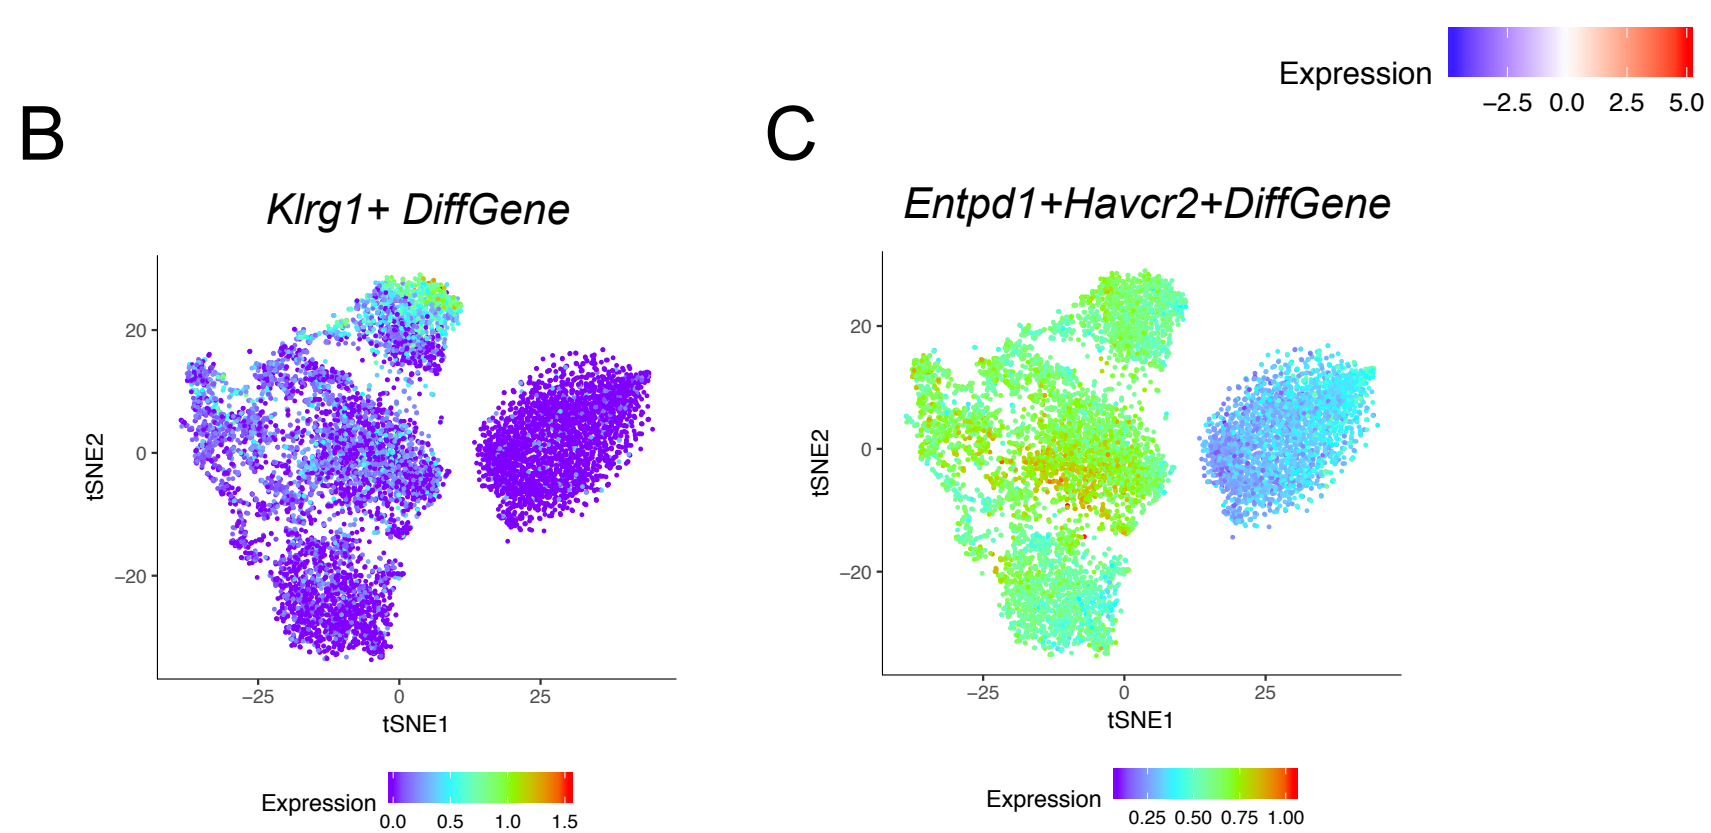 Expression
−2.5 0.0 2.5 5.0
B
C
Klrg1+ DiffGene
Entpd1+Havcr2+DiffGene
tSNE2
20
0
−20
−25 0 25
tSNE1
Expression
0.0 0.5 1.0 1.5
tSNE2
20
0
−20
−25 0 25
tSNE1
Expression
0.25 0.50 0.75 1.00